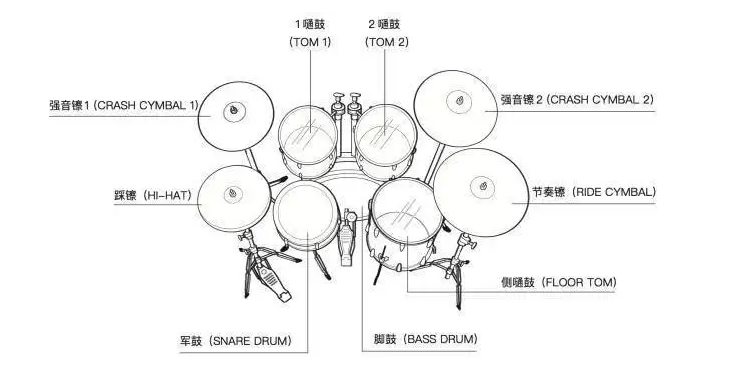 1 嗵鼓
(TOM 1)
2 嗵鼓
(TOM 2)
强音镲 1 (CRASH CYMBAL 1)
强音镲 2 (CRASH CYMBAL 2)
踩镲（HI-HAT）
节奏镲（RIDE CYMBAL)
侧嗵鼓（FLOOR TOM）
军鼓（SNARE DRUM）
脚鼓（BASS DRUM）